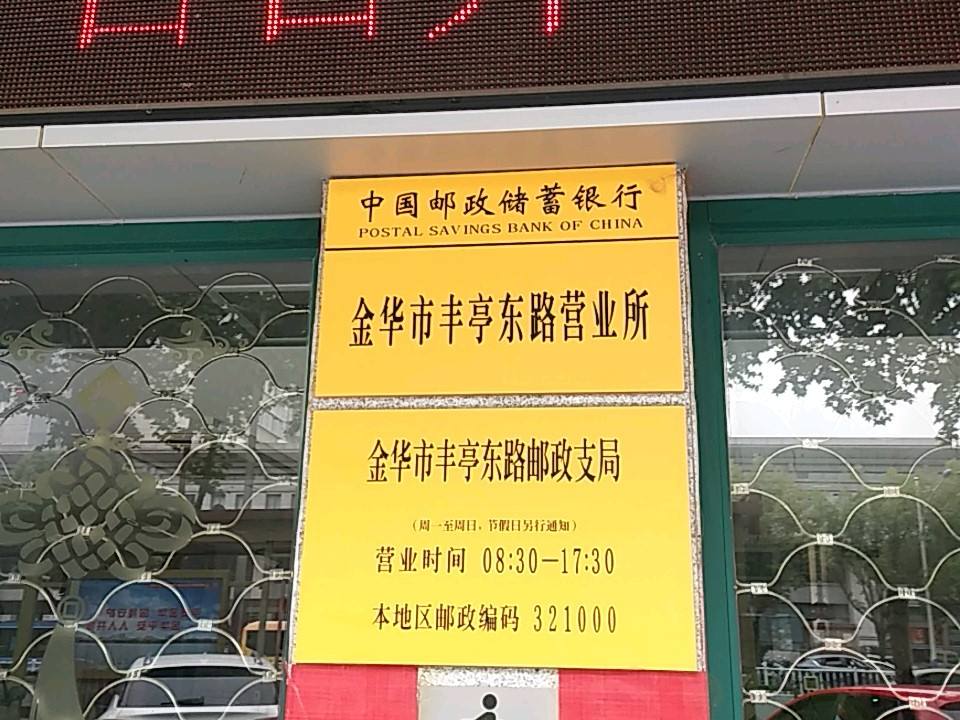 中国邮政储蓄银行
POSTAL SAVINGS BANK OF CHINA
金华市丰亭东路营业所
金华市丰亭东路邮政支局
（周一至周日，节假日另行通知）
营业时间 08:30—17:30
本地区邮政编码 321000